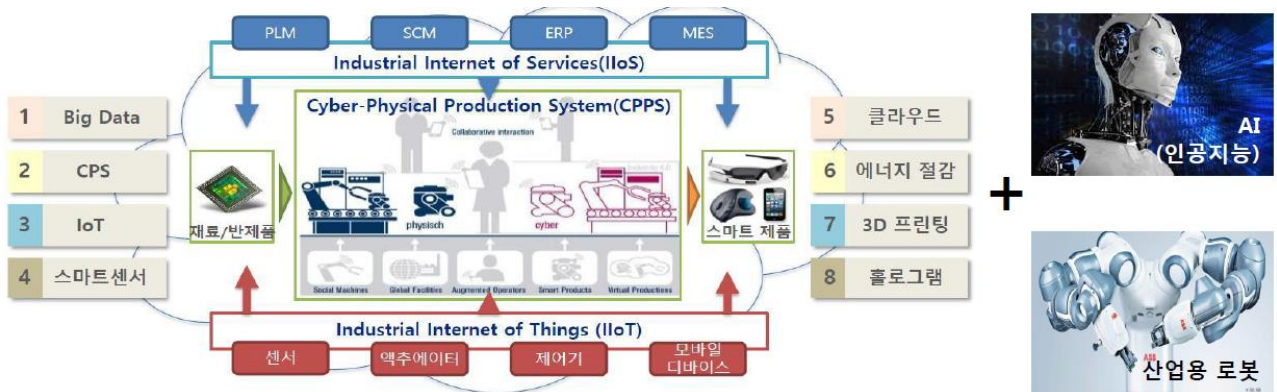 PLM
SCM
ERP
MES
Industrial Internet of Services(IIoS)
Cyber-Physical Production System(CPPS)
Collaborative interaction
1 Big Data
2 CPS
3 IoT
4 스마트센서
재료/반제품
physisch
cyber
스마트 제품
Social Machines
Global Facilities
Augmented Operators
Smart Products
Virtual Productions
Industrial Internet of Things (IIoT)
센서
액추에이터
제어기
모바일
디바이스
5 클라우드
6 에너지 절감
7 3D 프린팅
8 홀로그램
+
AI
(인공지능)
ABB
산업용 로봇